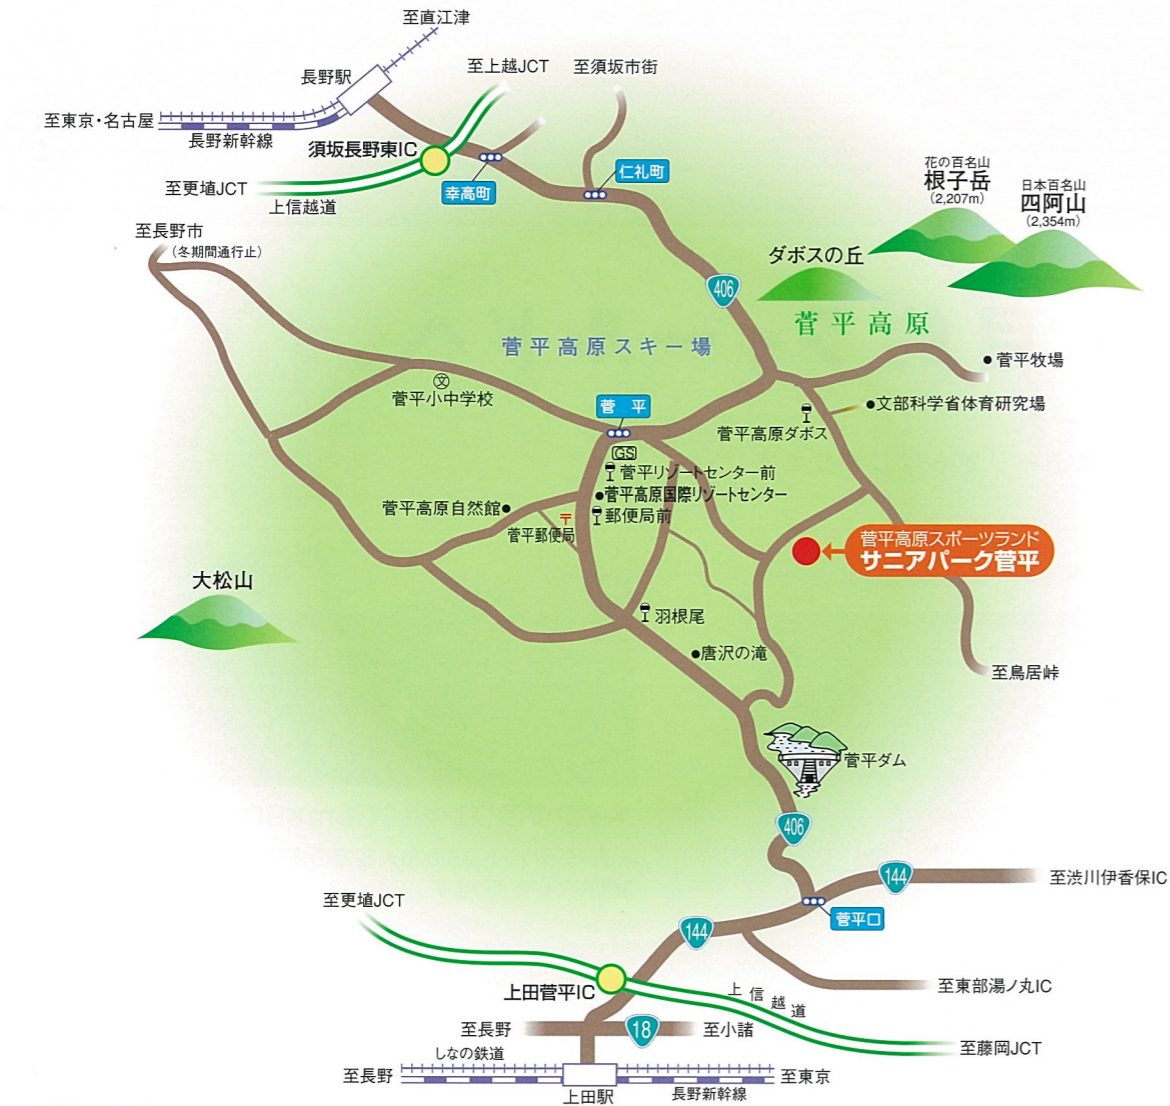 至直江津
長野駅
至上越JCT
至須坂市街
至東京・名古屋
長野新幹線
須坂長野東IC
幸高町
仁礼町
至更埴JCT
上信越道
花の百名山
根子岳
(2,207m)
日本百名山
四阿山
(2,354m)
至長野市
(冬期間通行止)
ダボスの丘
406
菅平高原
菅平高原スキー場
菅平牧場
文
菅平小中学校
菅平
文部科学省体育研究場
菅平高原ダボス
GS
菅平リゾートセンター前
菅平高原国際リゾートセンター
菅平高原自然館
〒
郵便局前
菅平郵便局
菅平高原スポーツランド
サニアパーク菅平
大松山
羽根尾
唐沢の滝
至鳥居峠
菅平ダム
406
144
至渋川伊香保IC
至更埴JCT
菅平口
144
上田菅平IC
上信越道
至東部湯ノ丸IC
至長野
18
至小諸
至藤岡JCT
しなの鉄道
至長野
至東京
上田駅
長野新幹線